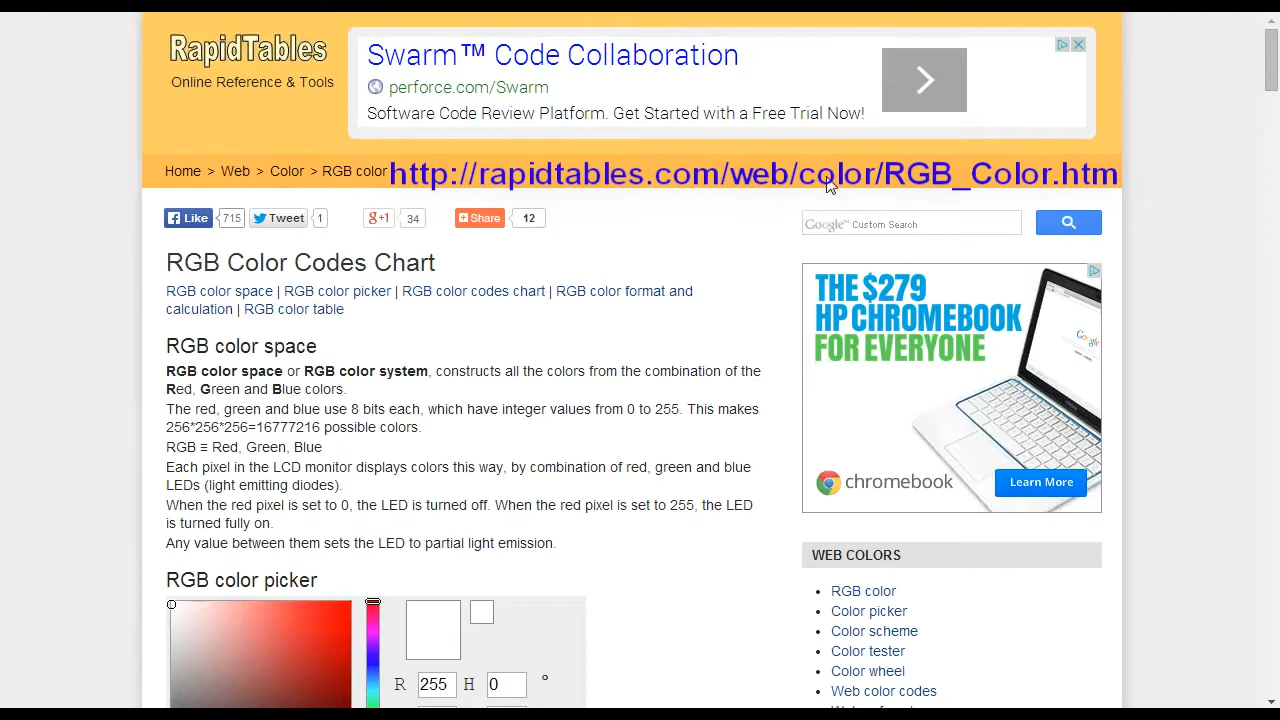 RapidTables
Online Reference & Tools
Swarm™ Code Collaboration
perforce.com/Swarm
Software Code Review Platform. Get Started with a Free Trial Now!
Home > Web > Color > RGB color
http://rapidtables.com/web/color/RGB_Color.htm
Like 715 Tweet 1 g+1 34 Share 12
Google™ Custom Search
RGB Color Codes Chart
RGB color space | RGB color picker | RGB color codes chart | RGB color format and
calculation | RGB color table
RGB color space
RGB color space or RGB color system, constructs all the colors from the combination of the
Red, Green and Blue colors.
The red, green and blue use 8 bits each, which have integer values from 0 to 255. This makes
256*256*256=16777216 possible colors.
RGB ≡ Red, Green, Blue
Each pixel in the LCD monitor displays colors this way, by combination of red, green and blue
LEDs (light emitting diodes).
When the red pixel is set to 0, the LED is turned off. When the red pixel is set to 255, the LED
is turned fully on.
Any value between them sets the LED to partial light emission.
RGB color picker
R 255 H 0 °
THE $279
HP CHROMEBOOK
FOR EVERYONE
Google
chromebook
Learn More
WEB COLORS
RGB color
Color picker
Color scheme
Color tester
Color wheel
Web color codes